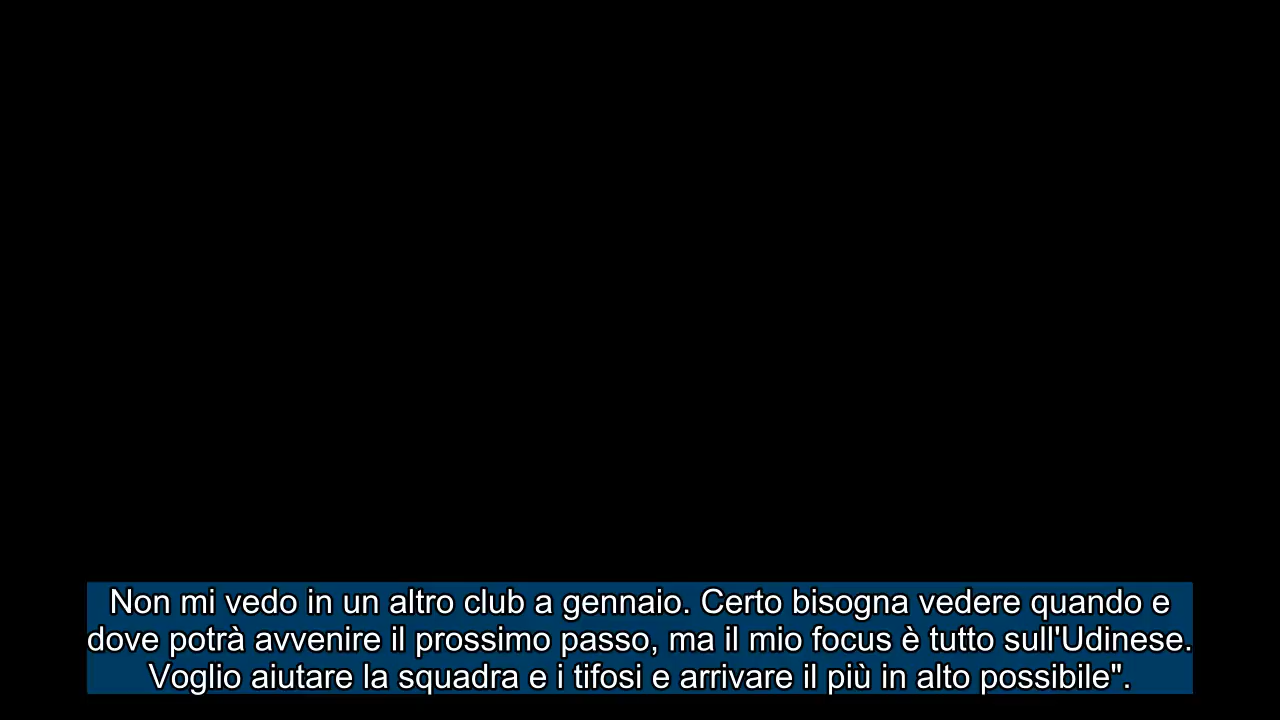 Non mi vedo in un altro club a gennaio. Certo bisogna vedere quando e
dove potrà avvenire il prossimo passo, ma il mio focus è tutto sull'Udinese.
Voglio aiutare la squadra e i tifosi e arrivare il più in alto possibile".